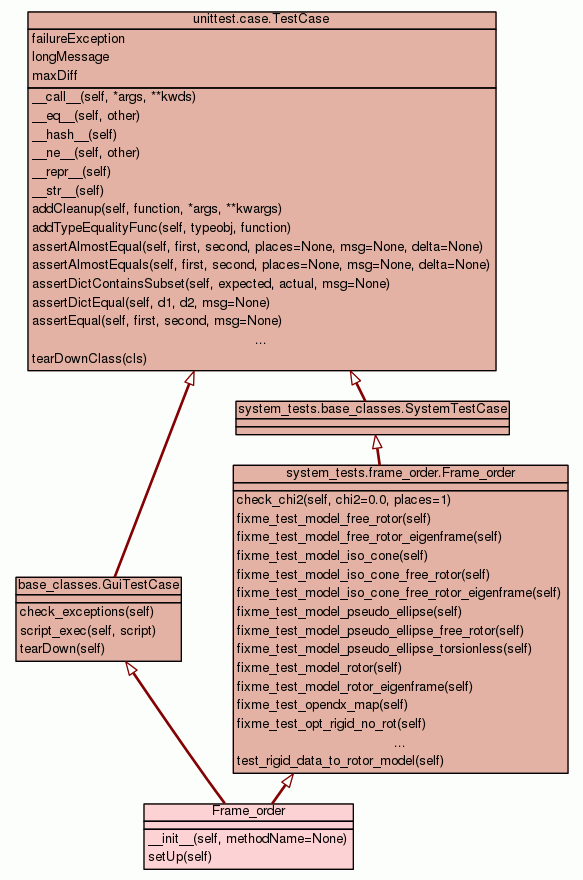 unittest.case.TestCase
failureException
longMessage
maxDiff
__call__(self, *args, **kwds)
__eq__(self, other)
__hash__(self)
__ne__(self, other)
__repr__(self)
__str__(self)
addCleanup(self, function, *args, **kwargs)
addTypeEqualityFunc(self, typeobj, function)
assertAlmostEqual(self, first, second, places=None, msg=None, delta=None)
assertAlmostEquals(self, first, second, places=None, msg=None, delta=None)
assertDictContainsSubset(self, expected, actual, msg=None)
assertDictEqual(self, d1, d2, msg=None)
assertEqual(self, first, second, msg=None)
...
tearDownClass(cls)
system_tests.base_classes.SystemTestCase
system_tests.frame_order.Frame_order
check_chi2(self, chi2=0.0, places=1)
fixme_test_model_free_rotor(self)
fixme_test_model_free_rotor_eigenframe(self)
fixme_test_model_iso_cone(self)
fixme_test_model_iso_cone_free_rotor(self)
fixme_test_model_iso_cone_free_rotor_eigenframe(self)
fixme_test_model_pseudo_ellipse(self)
fixme_test_model_pseudo_ellipse_free_rotor(self)
fixme_test_model_pseudo_ellipse_torsionless(self)
fixme_test_model_rotor(self)
fixme_test_model_rotor_eigenframe(self)
fixme_test_opendx_map(self)
fixme_test_opt_rigid_no_rot(self)
...
test_rigid_data_to_rotor_model(self)
base_classes.GuiTestCase
check_exceptions(self)
script_exec(self, script)
tearDown(self)
Frame_order
__init__(self, methodName=None)
setUp(self)